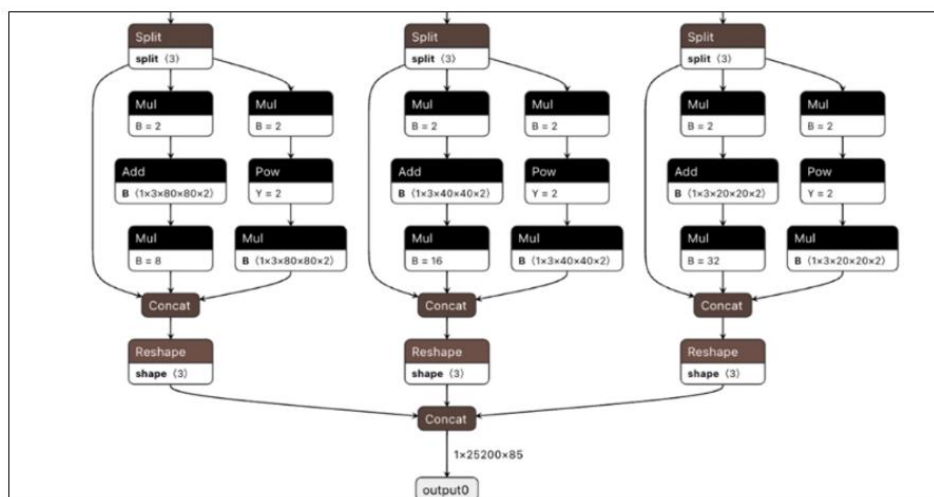 Split
split ⟨3⟩
Split
split ⟨3⟩
Split
split ⟨3⟩
Mul
B = 2
Mul
B = 2
Mul
B = 2
Mul
B = 2
Mul
B = 2
Mul
B = 2
Add
B ⟨1×3×80×80×2⟩
Pow
Y = 2
Add
B ⟨1×3×40×40×2⟩
Pow
Y = 2
Add
B ⟨1×3×20×20×2⟩
Pow
Y = 2
Mul
B = 8
Mul
B ⟨1×3×80×80×2⟩
Mul
B = 16
Mul
B ⟨1×3×40×40×2⟩
Mul
B = 32
Mul
B ⟨1×3×20×20×2⟩
Concat
Concat
Concat
Reshape
shape ⟨3⟩
Reshape
shape ⟨3⟩
Reshape
shape ⟨3⟩
Concat
1×25200×85
output0